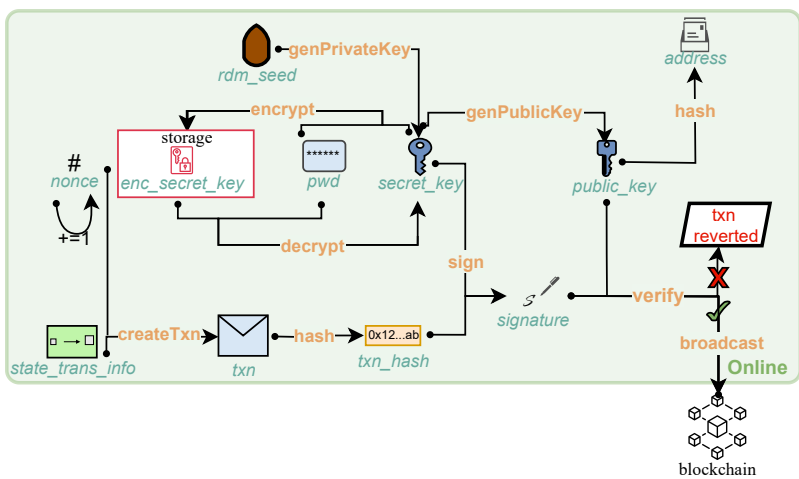 genPrivateKey
rdm_seed
address
encrypt
genPublicKey
hash
storage
#
******
nonce
enc_secret_key
pwd
secret_key
public_key
+=1
decrypt
txn
reverted
sign
verify
signature
createTxn
hash
0x12...ab
broadcast
state_trans_info
txn
txn_hash
Online
blockchain